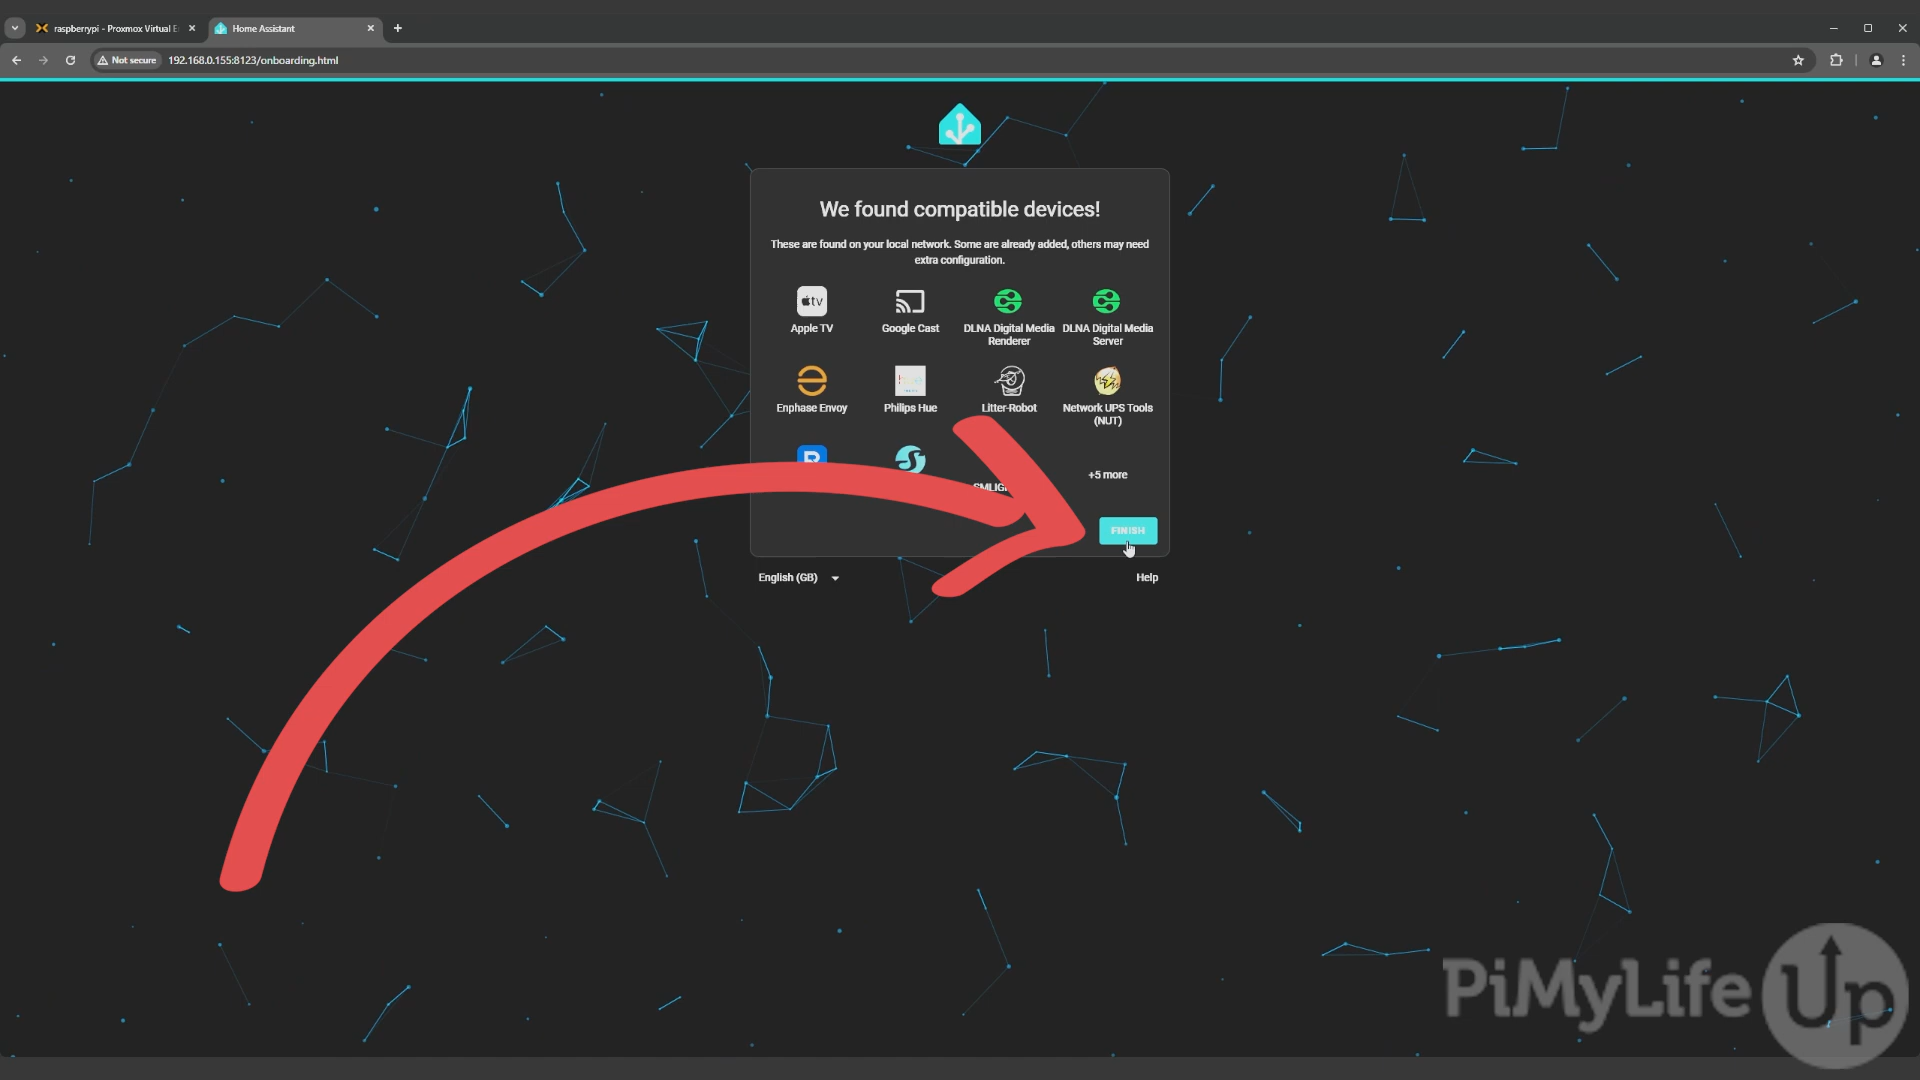 raspberrypi - Proxmox Virtual E
Home Assistant
Not secure
192.168.0.155:8123/onboarding.html
We found compatible devices!
These are found on your local network. Some are already added, others may need
extra configuration.
tv
Apple TV
Google Cast
DLNA Digital Media
Renderer
DLNA Digital Media
Server
Enphase Envoy
Philips Hue
Litter-Robot
Network UPS Tools
(NUT)
+5 more
FINISH
English (GB)
Help
PiMyLifeUp